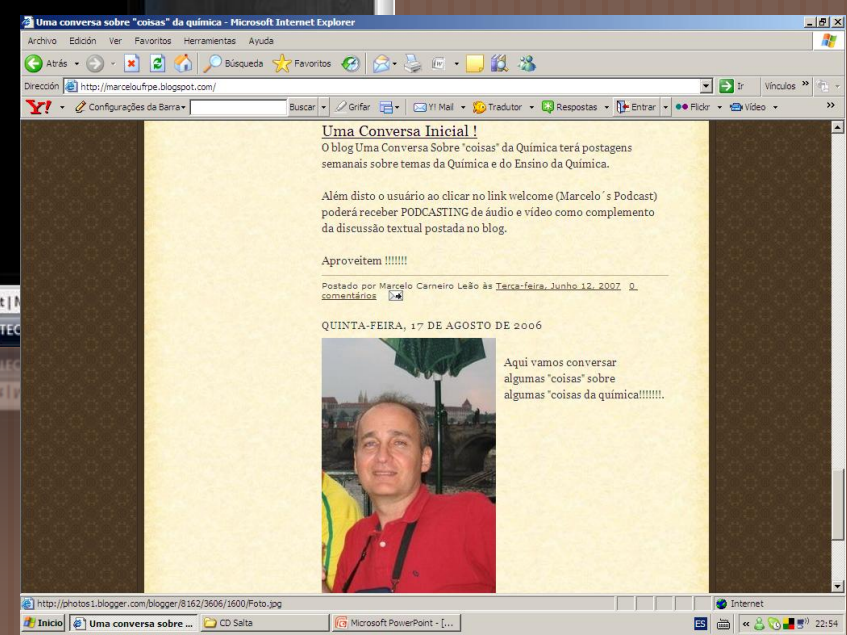 Uma conversa sobre "coisas" da química - Microsoft Internet Explorer
Archivo Edición Ver Favoritos Herramientas Ayuda
Atrás Búsqueda Favoritos
Dirección http://marceloufrpe.blogspot.com/ Ir Vínculos »
Y! Configurações da Barra Buscar Grifar Y! Mail Tradutor Respostas Entrar Flickr Vídeo »
Uma Conversa Inicial !
O blog Uma Conversa Sobre "coisas" da Química terá postagens
semanais sobre temas da Química e do Ensino da Química.
Além disto o usuário ao clicar no link welcome (Marcelo´s Podcast)
poderá receber PODCASTING de áudio e vídeo como complemento
da discussão textual postada no blog.
Aproveitem !!!!!!!
Postado por Marcelo Carneiro Leão às Terça-feira, Junho 12, 2007 0
comentários
QUINTA-FEIRA, 17 DE AGOSTO DE 2006
Aqui vamos conversar
algumas "coisas" sobre
algumas "coisas da química!!!!!!!.
http://photos1.blogger.com/blogger/8162/3606/1600/Foto.jpg Internet
Inicio Uma conversa sobre ... CD Salta Microsoft PowerPoint - [... ES « 22:54